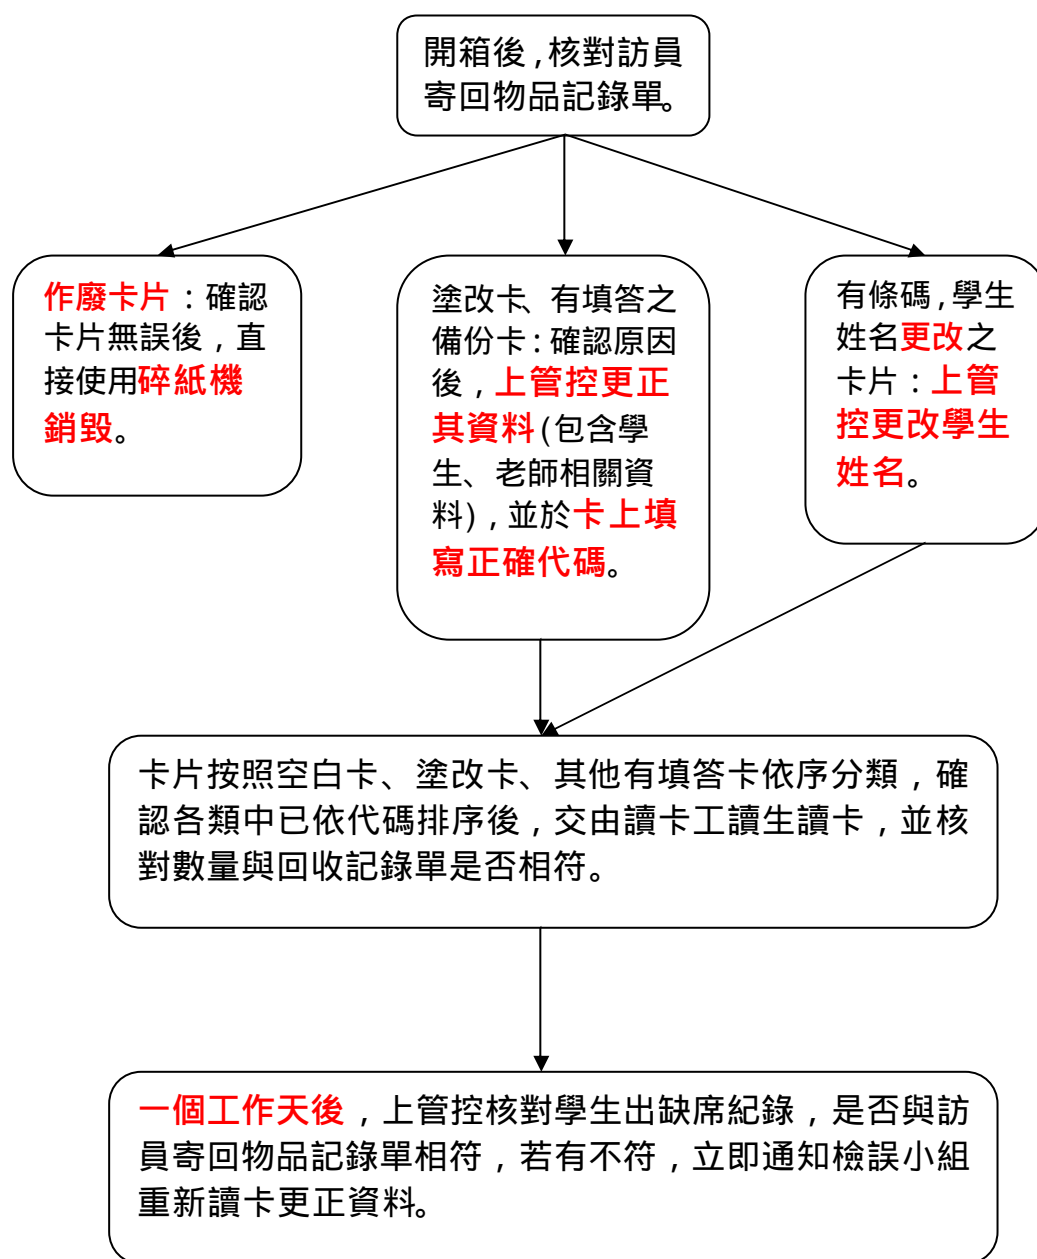 開箱後,核對訪員
寄回物品記錄單。
作廢卡片:確認
卡片無誤後,直
接使用碎紙機
銷毀。
塗改卡、有填答之
備份卡:確認原因
後,上管控更正
其資料(包含學
生、老師相關資
料),並於卡上填
寫正確代碼。
有條碼,學生
姓名更改之
卡片:上管
控更改學生
姓名。
卡片按照空白卡、塗改卡、其他有填答卡依序分類,確
認各類中已依代碼排序後,交由讀卡工讀生讀卡,並核
對數量與回收記錄單是否相符。
一個工作天後,上管控核對學生出缺席紀錄,是否與訪
員寄回物品記錄單相符,若有不符,立即通知檢誤小組
重新讀卡更正資料。